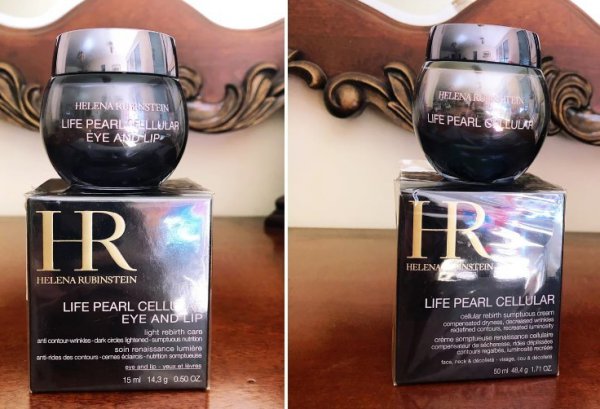 HELENA RUBINSTEIN
LIFE PEARL CELLULAR
EYE AND LIP
HR
HELENA RUBINSTEIN
LIFE PEARL CELLULAR
EYE AND LIP
light rebirth care
anti contour-wrinkles - dark circles lightened - sumptuous nutrition
soin renaissance lumière
anti-rides des contours - cernes éclaircis - nutrition somptueuse
eye and lip - yeux et lèvres
15 ml 14,3 g 0.50 OZ.
HELENA RUBINSTEIN
LIFE PEARL CELLULAR
HR
HELENA RUBINSTEIN
LIFE PEARL CELLULAR
cellular rebirth sumptuous cream
compensated dryness, decreased wrinkles
redefined contours, recreated luminosity
crème somptueuse renaissance cellulaire
compensateur de sécheresse, rides déplissées
contours regalbés, luminosité recréée
face, neck & décolleté - visage, cou & décolleté
50 ml 48,4 g 1.71 OZ.